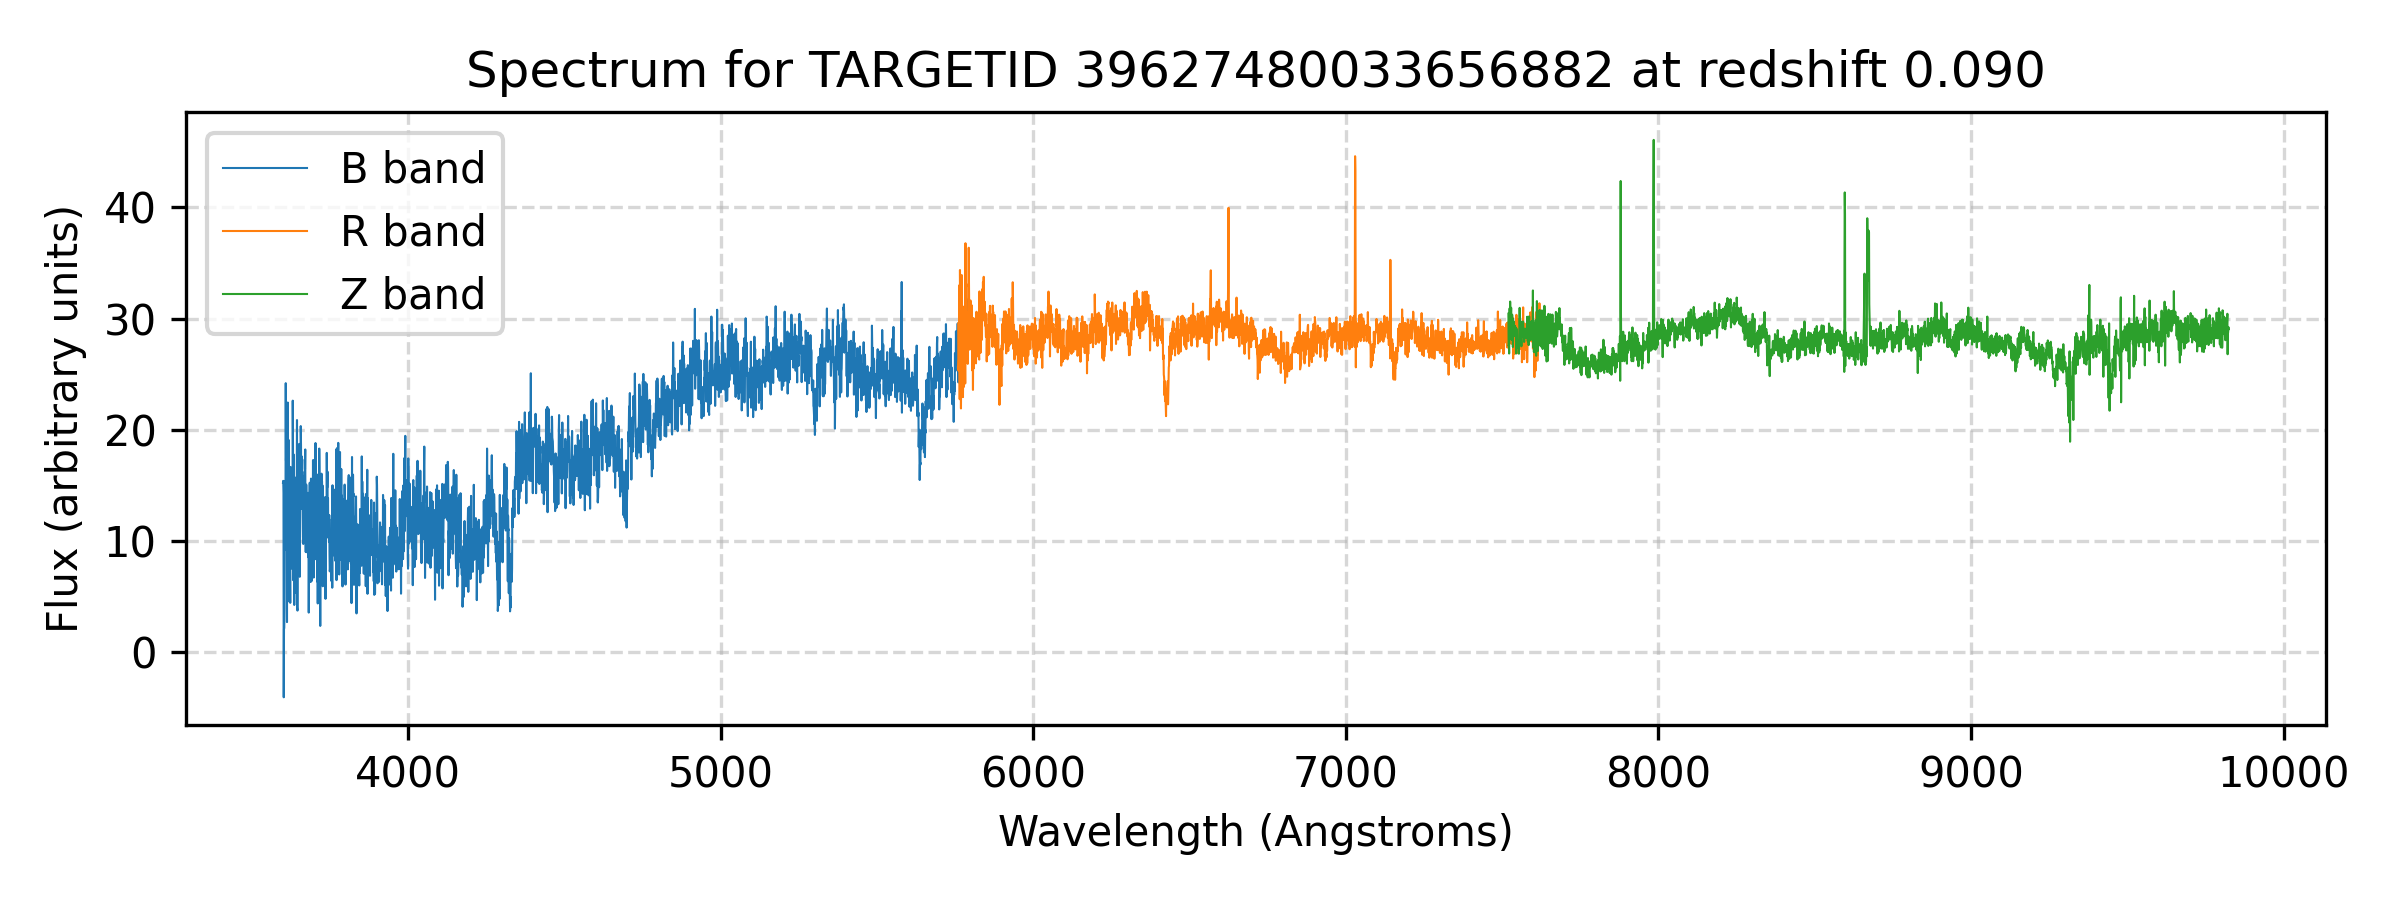 Spectrum for TARGETID 39627480033656882 at redshift 0.090
B band
R band
Z band
Flux (arbitrary units)
40
30
20
10
0
4000 5000 6000 7000 8000 9000 10000
Wavelength (Angstroms)